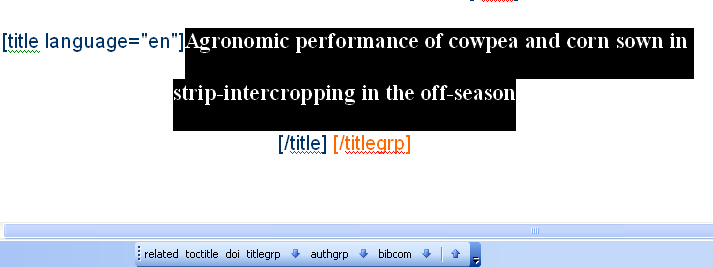 [title language="en"]Agronomic performance of cowpea and corn sown in
strip-intercropping in the off-season
[/title] [/titlegrp]
related toctitle doi titlegrp authgrp bibcom